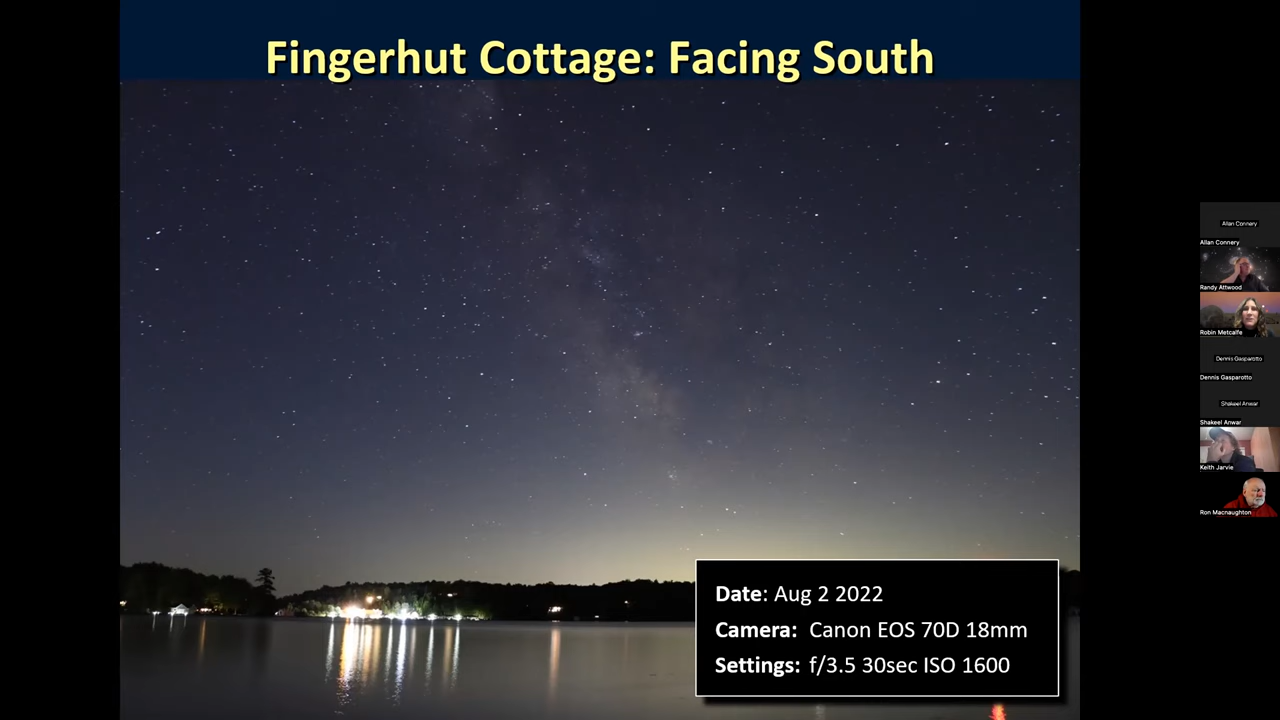 Fingerhut Cottage: Facing South
Date: Aug 2 2022
Camera: Canon EOS 70D 18mm
Settings: f/3.5 30sec ISO 1600
Allan Connery
Allan Connery
Randy Attwood
Robin Metcalfe
Dennis Gasparotto
Dennis Gasparotto
Shakeel Anwar
Shakeel Anwar
Keith Jarvie
Ron Macnaughton